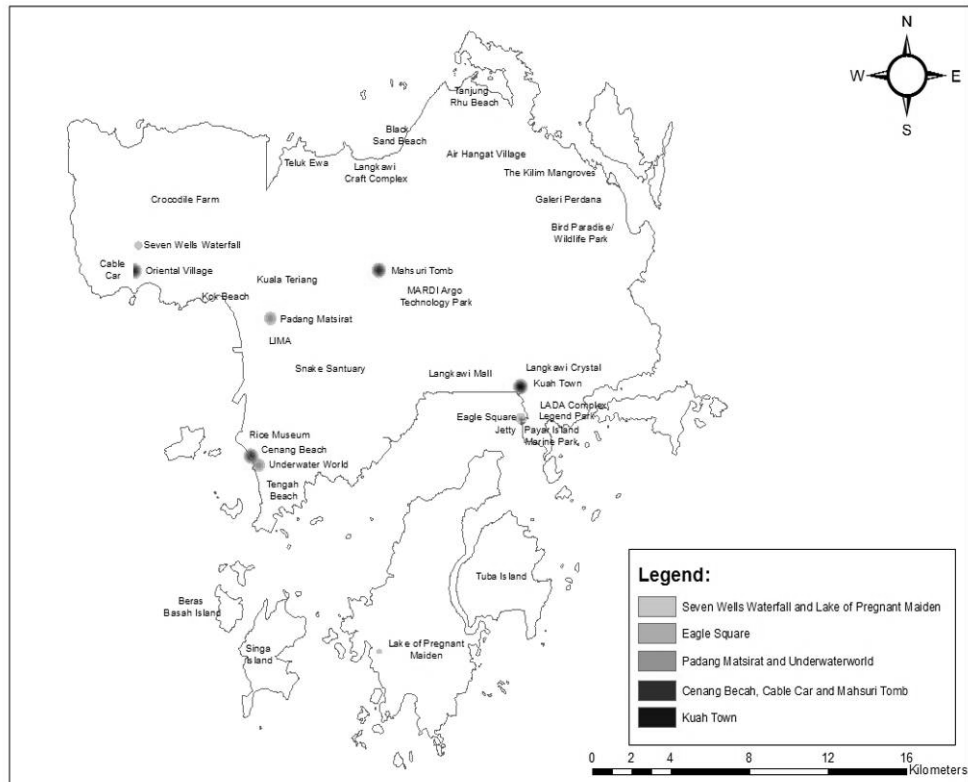 N
W
E
S
Tanjung
Rhu Beach
Black
Sand Beach
Teluk Ewa
Langkawi
Craft Complex
Air Hangat Village
The Kilim Mangroves
Crocodile Farm
Galeri Perdana
Bird Paradise/
Wildlife Park
Seven Wells Waterfall
Cable
Car
Oriental Village
Kuala Teriang
Mahsuri Tomb
MARDI Argo
Technology Park
Kok Beach
Padang Matsirat
LIMA
Snake Santuary
Langkawi Mall
Langkawi Crystal
Kuah Town
LADA Complex
Legend Park
Eagle Square
Jetty
Payar Island
Marine Park
Rice Museum
Cenang Beach
Underwater World
Tengah
Beach
Tuba Island
Beras
Basah Island
Singa
Island
Lake of Pregnant
Maiden
Legend:
Seven Wells Waterfall and Lake of Pregnant Maiden
Eagle Square
Padang Matsirat and Underwaterworld
Cenang Becah, Cable Car and Mahsuri Tomb
Kuah Town
0 2 4 8 12 16
Kilometers